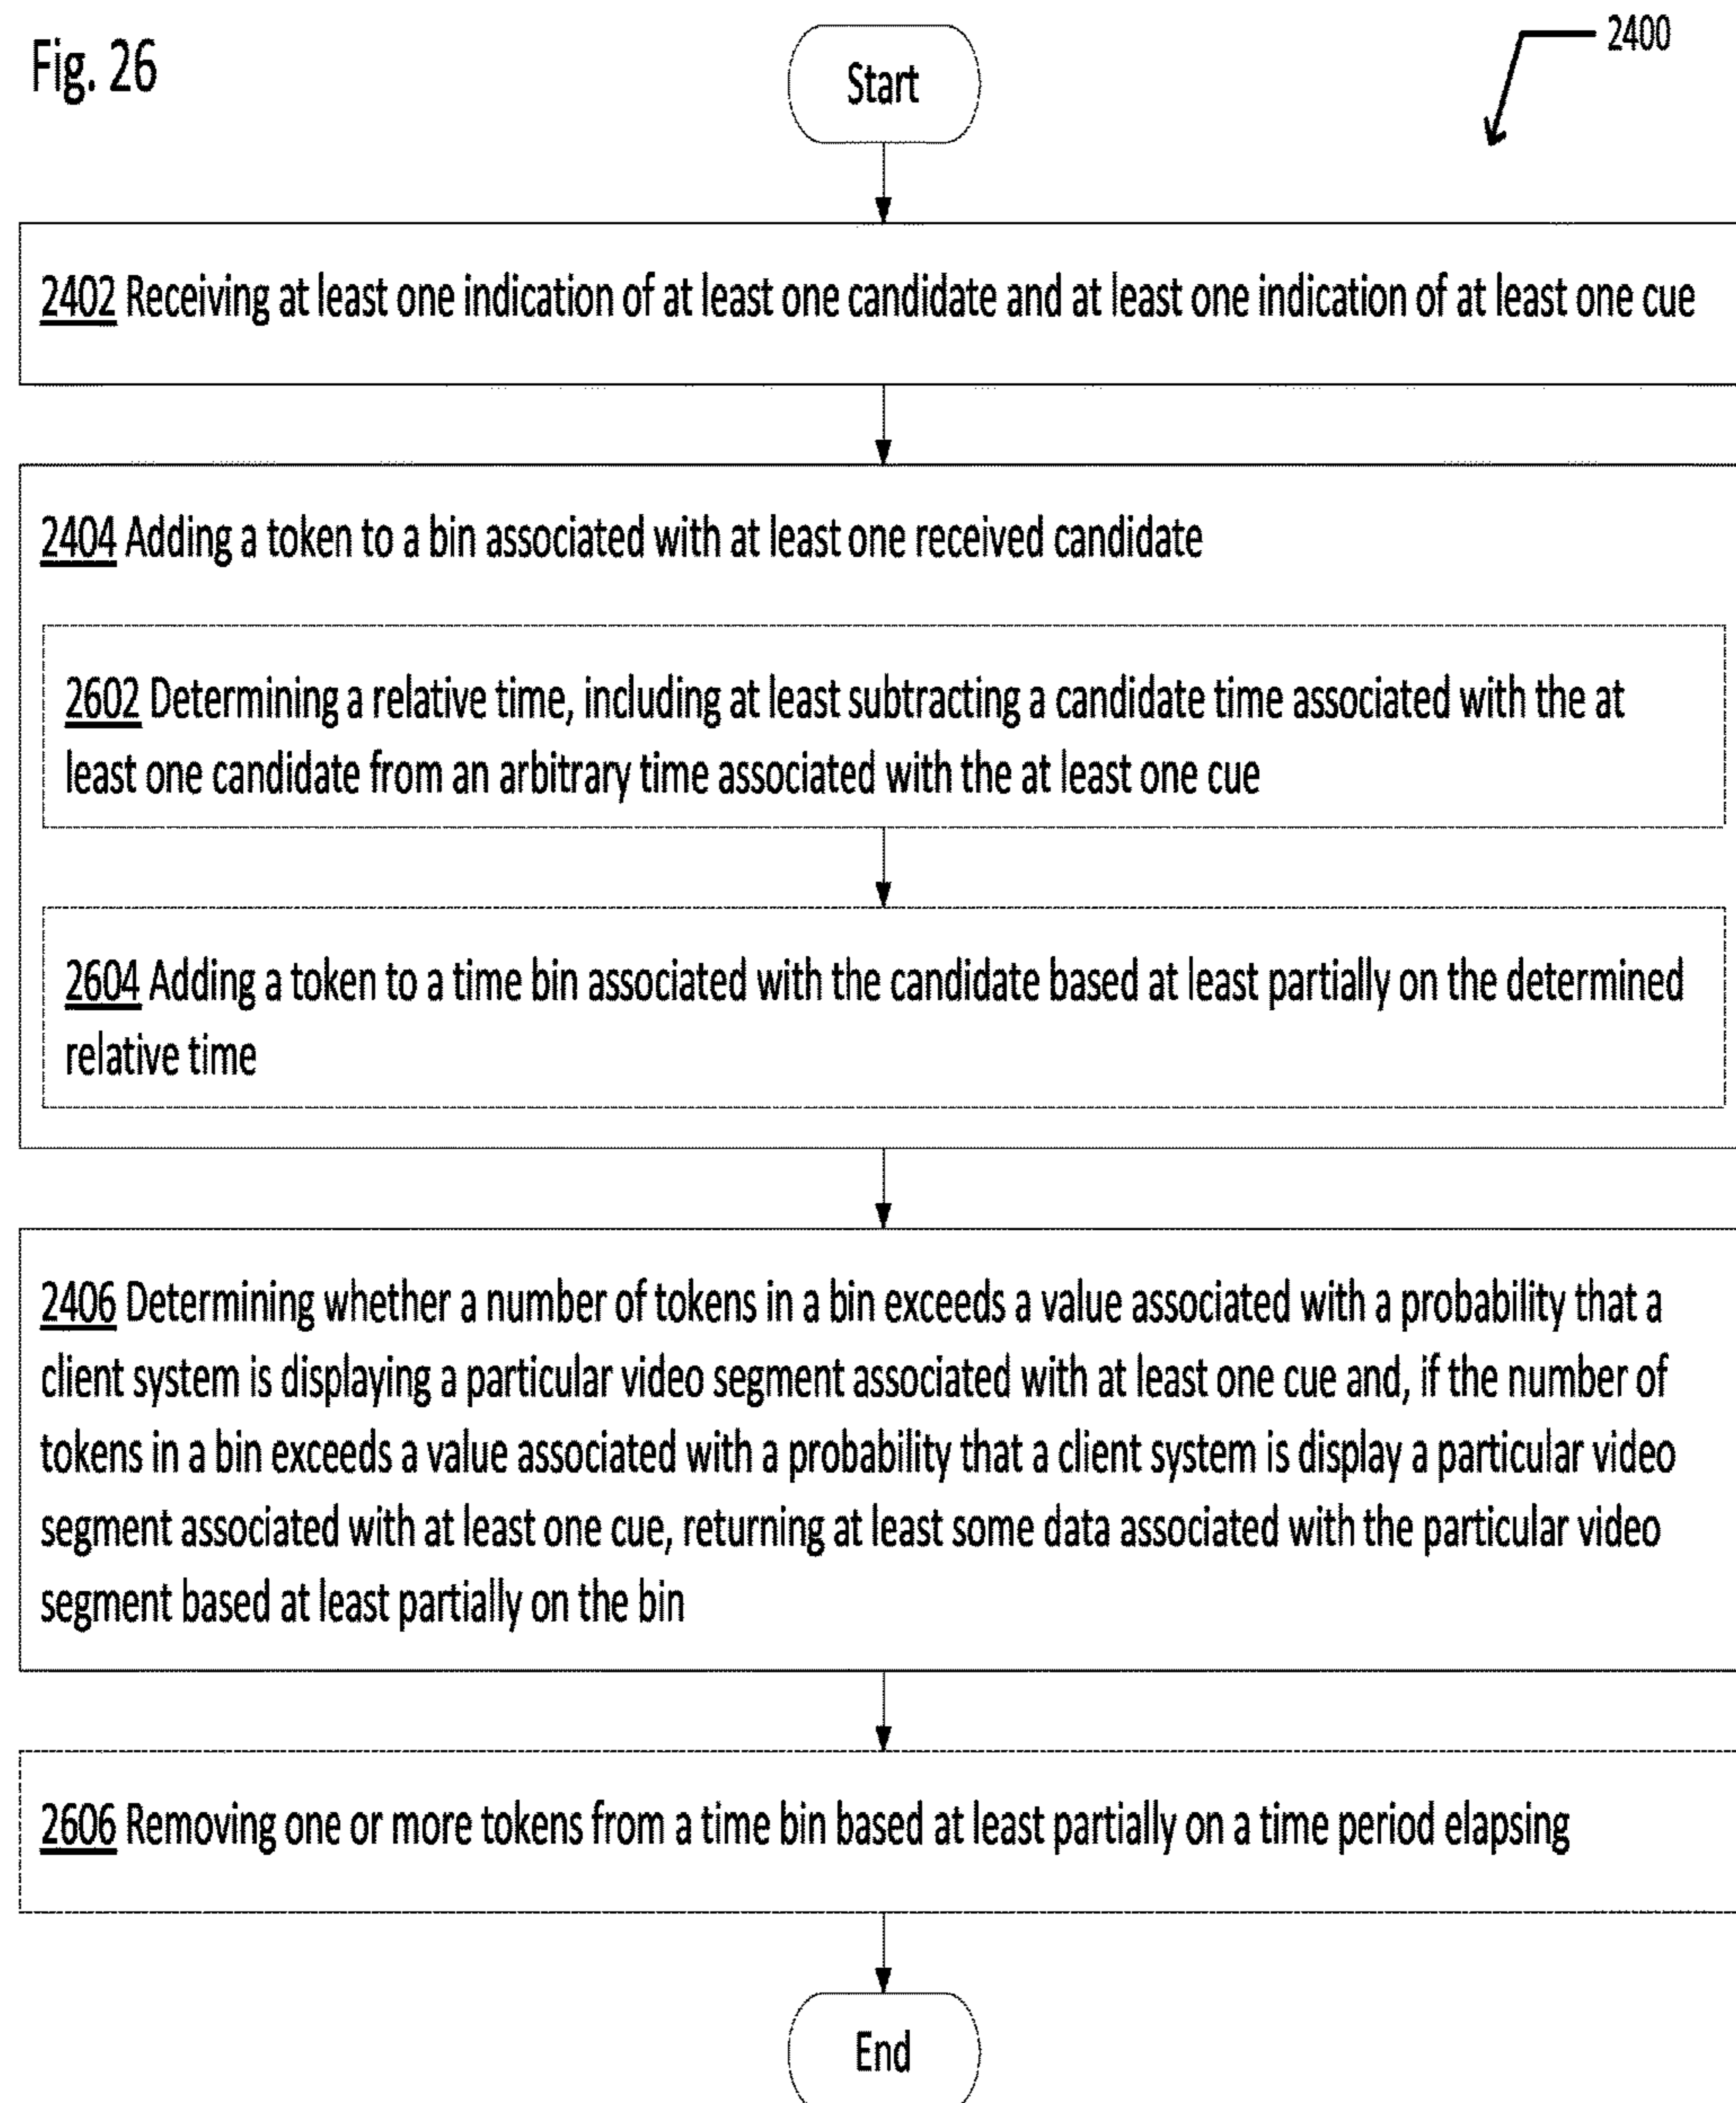 Fig. 26
2400
Start
2402 Receiving at least one indication of at least one candidate and at least one indication of at least one cue
2404 Adding a token to a bin associated with at least one received candidate
2602 Determining a relative time, including at least subtracting a candidate time associated with the at
least one candidate from an arbitrary time associated with the at least one cue
2604 Adding a token to a time bin associated with the candidate based at least partially on the determined
relative time
2406 Determining whether a number of tokens in a bin exceeds a value associated with a probability that a
client system is displaying a particular video segment associated with at least one cue and, if the number of
tokens in a bin exceeds a value associated with a probability that a client system is display a particular video
segment associated with at least one cue, returning at least some data associated with the particular video
segment based at least partially on the bin
2606 Removing one or more tokens from a time bin based at least partially on a time period elapsing
End